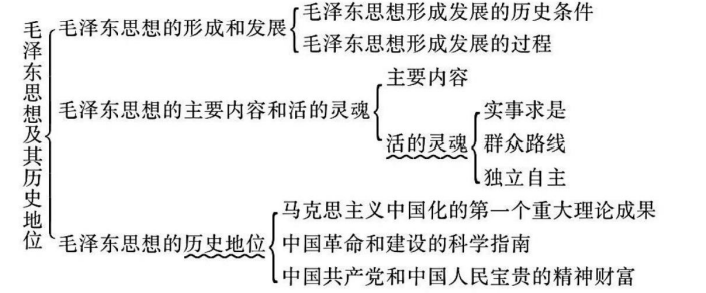 毛泽东思想及其历史地位
毛泽东思想的形成和发展
毛泽东思想形成发展的历史条件
毛泽东思想形成发展的过程
毛泽东思想的主要内容和活的灵魂
主要内容
活的灵魂
实事求是
群众路线
独立自主
毛泽东思想的历史地位
马克思主义中国化的第一个重大理论成果
中国革命和建设的科学指南
中国共产党和中国人民宝贵的精神财富